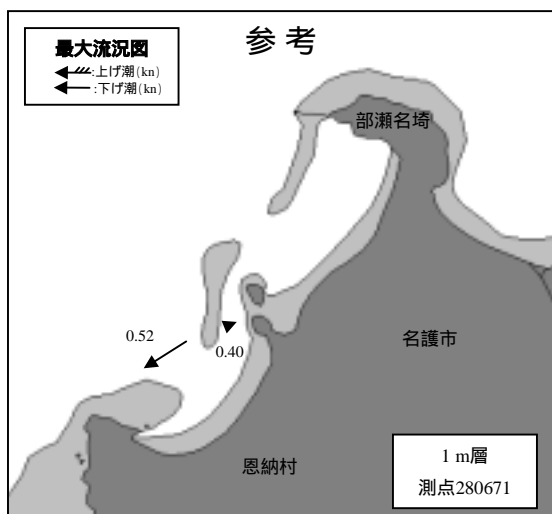 参考
最大流況図
:上げ潮(kn)
:下げ潮(kn)
部瀬名埼
0.52
0.40
名護市
恩納村
1 m層
測点280671